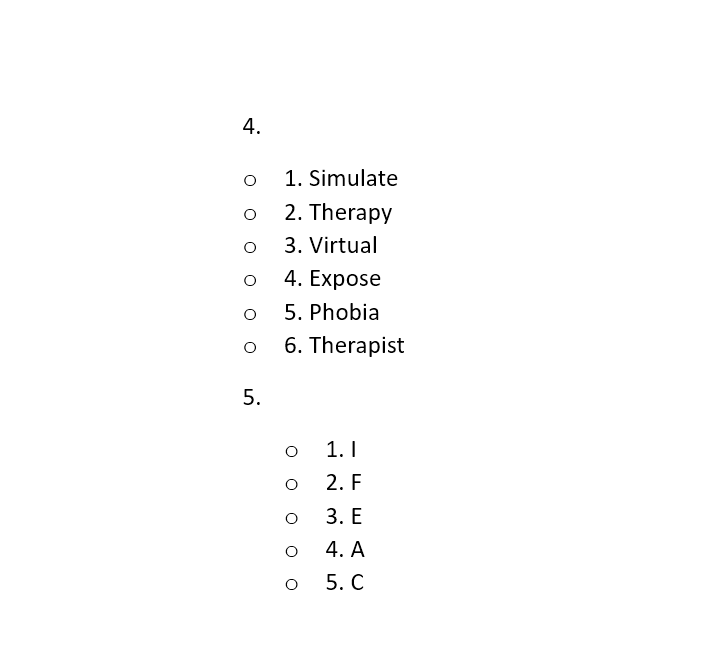 4.
o 1. Simulate
o 2. Therapy
o 3. Virtual
o 4. Expose
o 5. Phobia
o 6. Therapist
5.
o 1. I
o 2. F
o 3. E
o 4. A
o 5. C